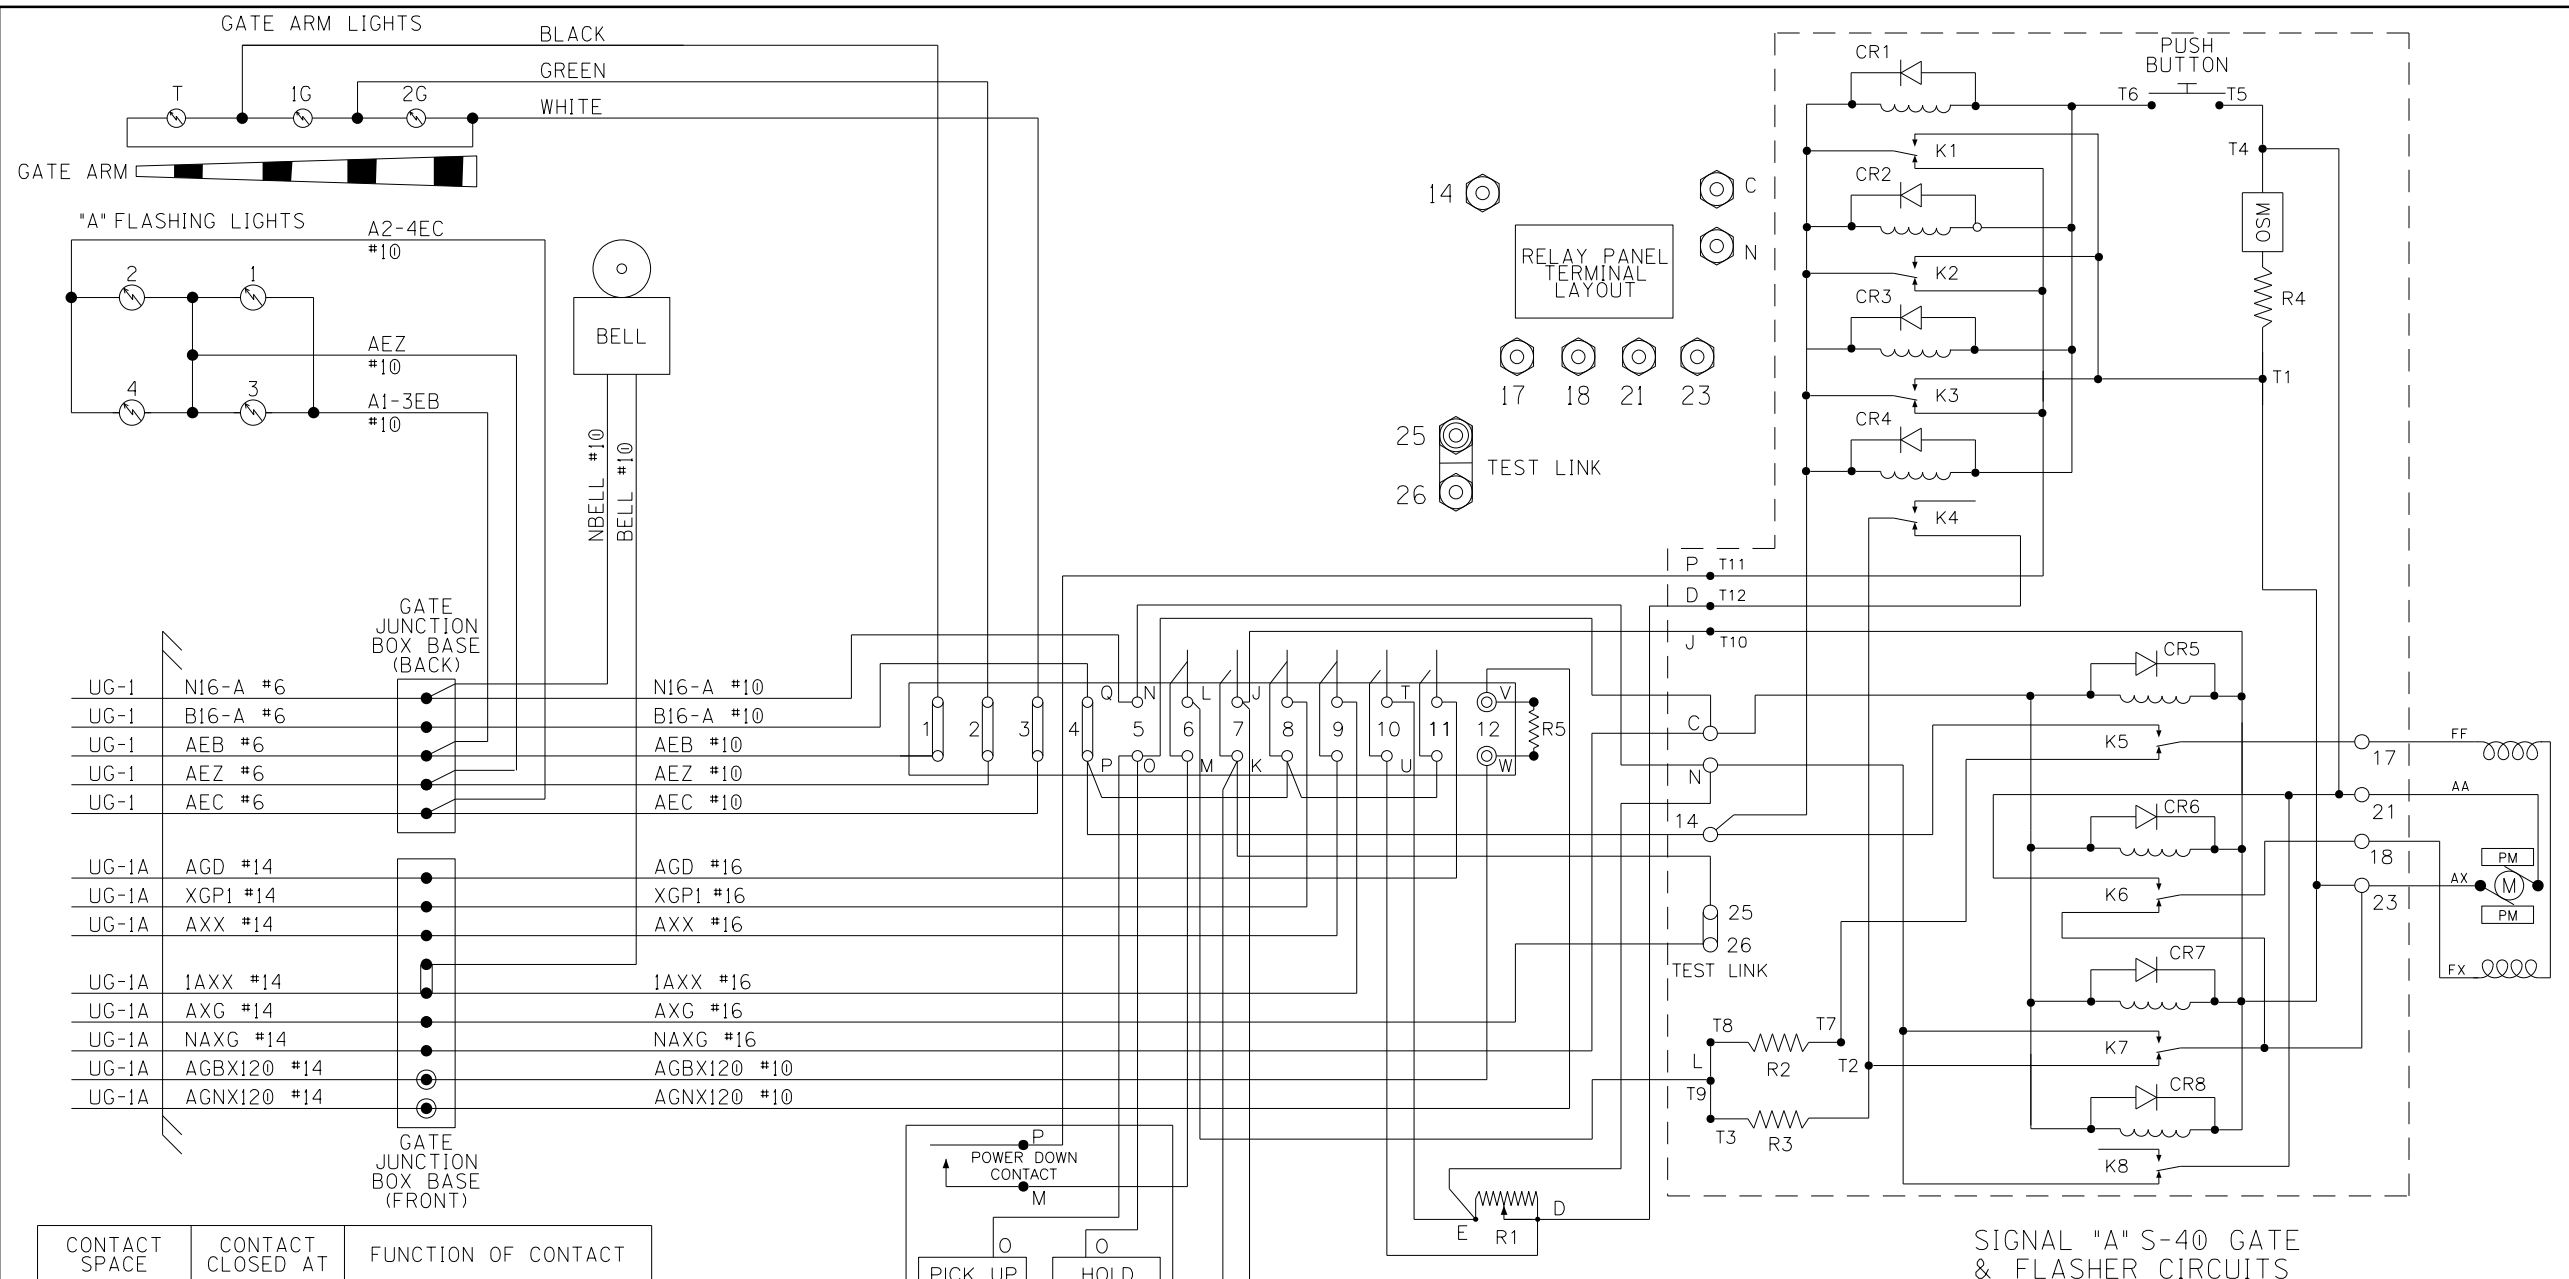 GATE ARM LIGHTS
BLACK
GREEN
WHITE
T
1G
2G
GATE ARM
"A" FLASHING LIGHTS
A2-4EC
#10
2
1
AEZ
#10
4
3
A1-3EB
#10
BELL
NBELL #10
BELL #10
GATE
JUNCTION
BOX BASE
(BACK)
UG-1 N16-A #6 N16-A #10
UG-1 B16-A #6 B16-A #10
UG-1 AEB #6 AEB #10
UG-1 AEZ #6 AEZ #10
UG-1 AEC #6 AEC #10
UG-1A AGD #14 AGD #16
UG-1A XGP1 #14 XGP1 #16
UG-1A AXX #14 AXX #16
UG-1A 1AXX #14 1AXX #16
UG-1A AXG #14 AXG #16
UG-1A NAXG #14 NAXG #16
UG-1A AGBX120 #14 AGBX120 #10
UG-1A AGNX120 #14 AGNX120 #10
GATE
JUNCTION
BOX BASE
(FRONT)
CONTACT
SPACE
CONTACT
CLOSED AT
FUNCTION OF CONTACT
Q N L J T V
1 2 3 4 5 6 7 8 9 10 11 12 R5
P O M K U W
P
POWER DOWN
CONTACT
M
O
O
PICK UP
HOLD
E
R1
D
14
C
N
RELAY PANEL
TERMINAL
LAYOUT
17 18 21 23
25
TEST LINK
26
CR1
PUSH
BUTTON
T6
T5
K1
T4
CR2
OSM
K2
CR3
R4
T1
K3
CR4
K4
P T11
D T12
J T10
CR5
C
K5
17
FF
N
AA
21
14
CR6
18
PM
AX
M
K6
23
PM
25
26
TEST LINK
CR7
FX
T8
T7
R2
L
K7
T2
T9
CR8
T3
R3
K8
SIGNAL "A" S-40 GATE
& FLASHER CIRCUITS